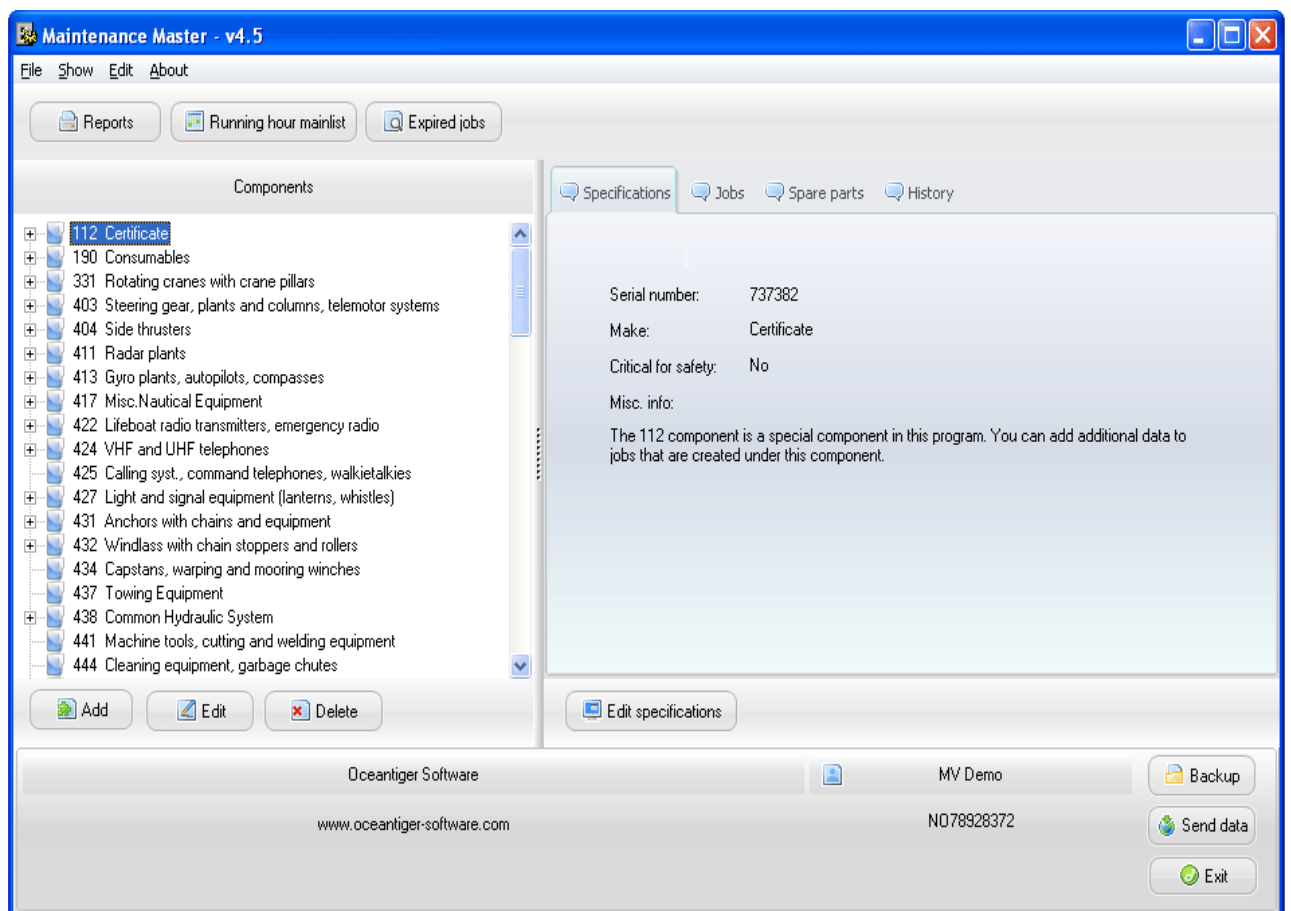 Maintenance Master - v4.5
File Show Edit About
Reports Running hour mainlist Expired jobs
Components
112 Certificate
190 Consumables
331 Rotating cranes with crane pillars
403 Steering gear, plants and columns, telemotor systems
404 Side thrusters
411 Radar plants
413 Gyro plants, autopilots, compasses
417 Misc.Nautical Equipment
422 Lifeboat radio transmitters, emergency radio
424 VHF and UHF telephones
425 Calling syst., command telephones, walkietalkies
427 Light and signal equipment (lanterns, whistles)
431 Anchors with chains and equipment
432 Windlass with chain stoppers and rollers
434 Capstans, warping and mooring winches
437 Towing Equipment
438 Common Hydraulic System
441 Machine tools, cutting and welding equipment
444 Cleaning equipment, garbage chutes
Add Edit Delete
Specifications Jobs Spare parts History
Serial number: 737382
Make: Certificate
Critical for safety: No
Misc. info:
The 112 component is a special component in this program. You can add additional data to
jobs that are created under this component.
Edit specifications
Oceantiger Software MV Demo Backup
www.oceantiger-software.com NO78928372 Send data
Exit